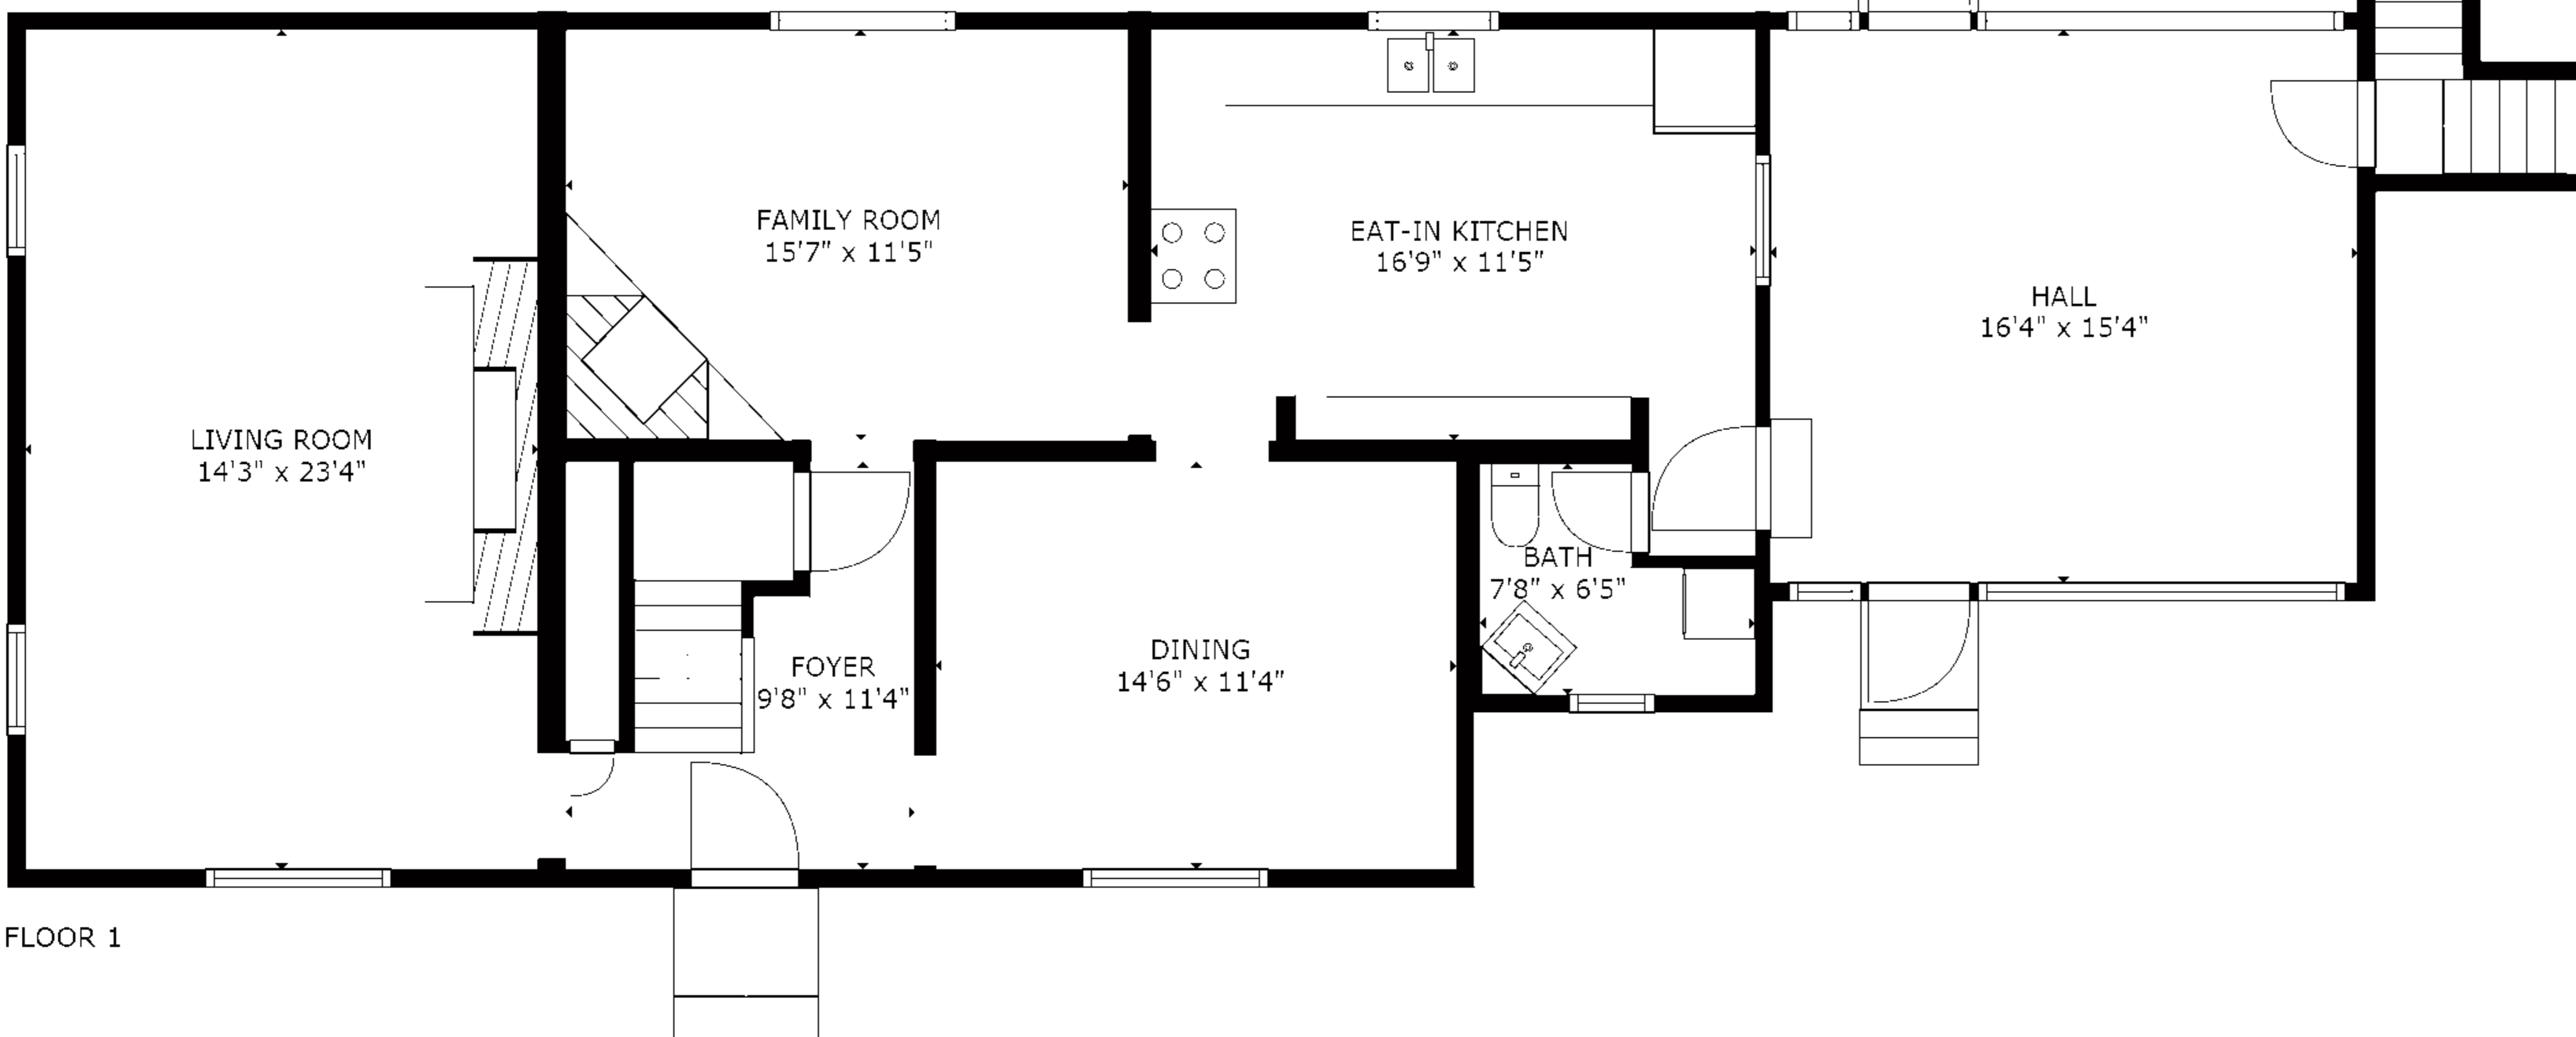 FAMILY ROOM
15'7" x 11'5"
EAT-IN KITCHEN
16'9" x 11'5"
HALL
16'4" x 15'4"
LIVING ROOM
14'3" x 23'4"
BATH
7'8" x 6'5"
FOYER
9'8" x 11'4"
DINING
14'6" x 11'4"
FLOOR 1